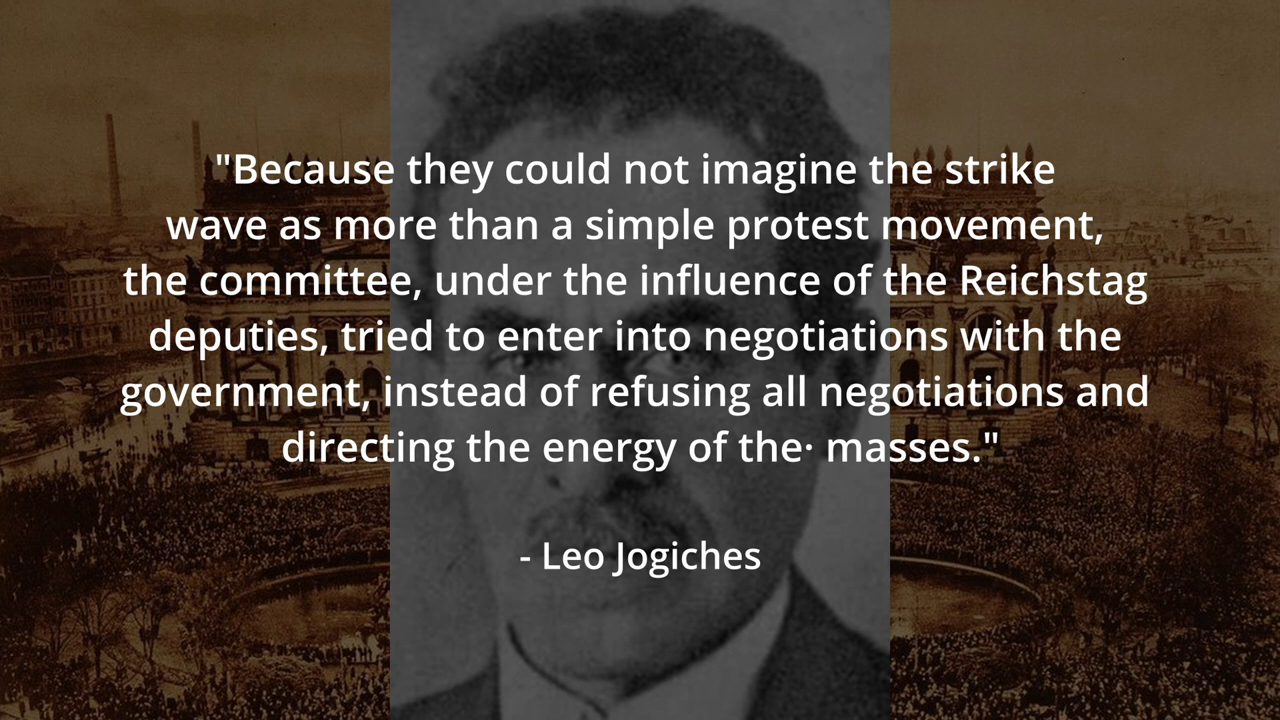 "Because they could not imagine the strike
wave as more than a simple protest movement,
the committee, under the influence of the Reichstag
deputies, tried to enter into negotiations with the
government, instead of refusing all negotiations and
directing the energy of the· masses."
- Leo Jogiches